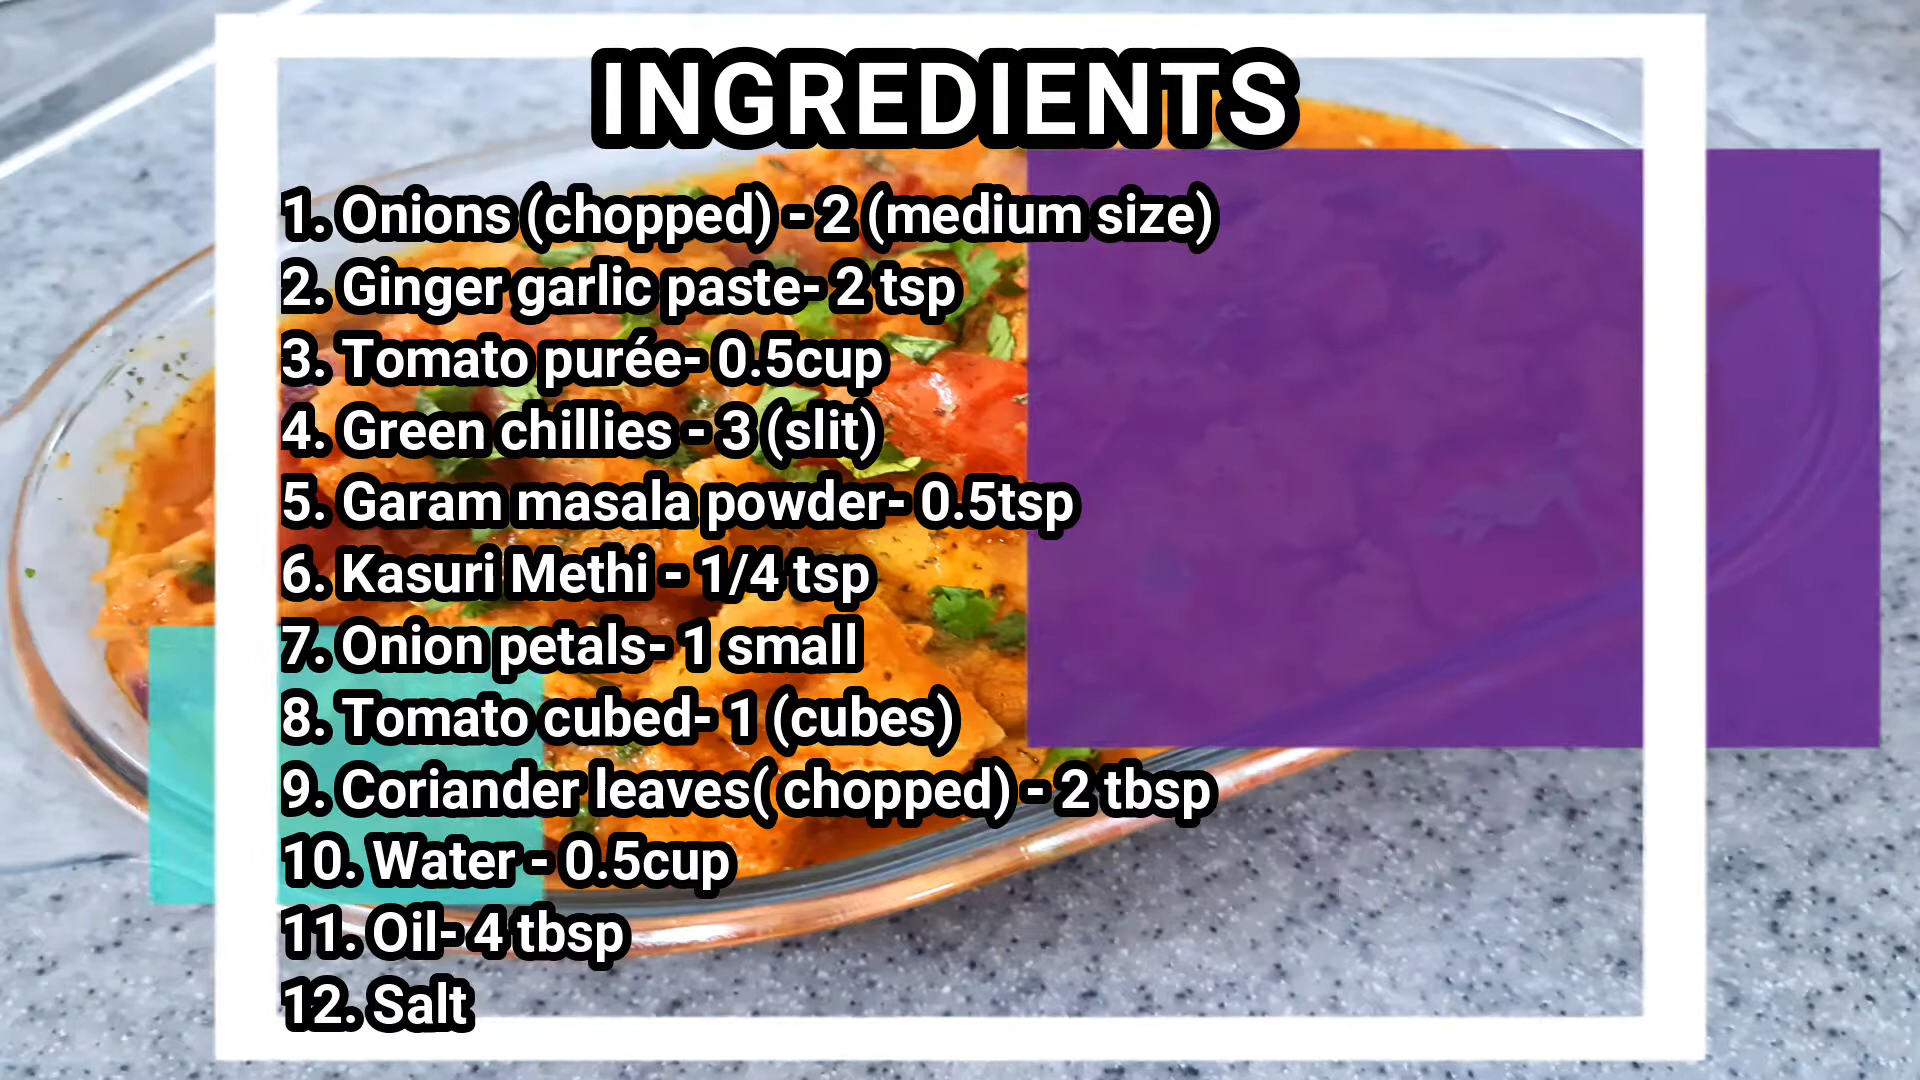 INGREDIENTS
1. Onions (chopped) - 2 (medium size)
2. Ginger garlic paste- 2 tsp
3. Tomato purée- 0.5cup
4. Green chillies - 3 (slit)
5. Garam masala powder- 0.5tsp
6. Kasuri Methi - 1/4 tsp
7. Onion petals- 1 small
8. Tomato cubed- 1 (cubes)
9. Coriander leaves( chopped) - 2 tbsp
10. Water - 0.5cup
11. Oil- 4 tbsp
12. Salt